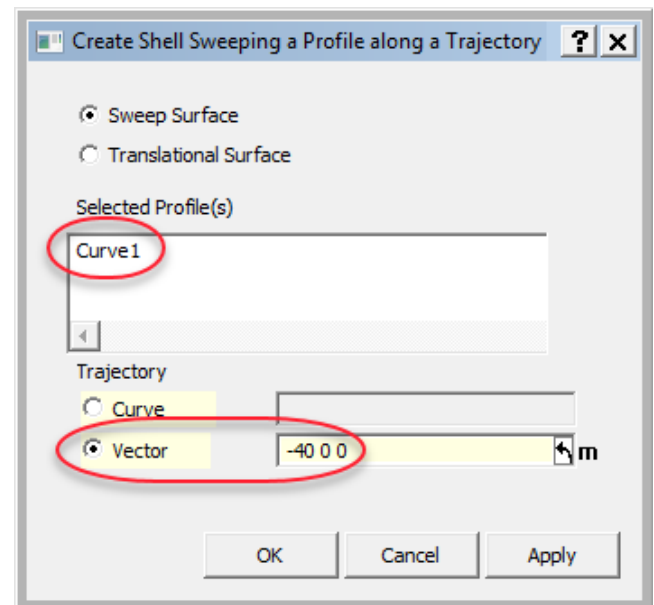 Create Shell Sweeping a Profile along a Trajectory ? x
Sweep Surface
Translational Surface
Selected Profile(s)
Curve1
Trajectory
Curve
Vector -40 0 0 m
OK Cancel Apply